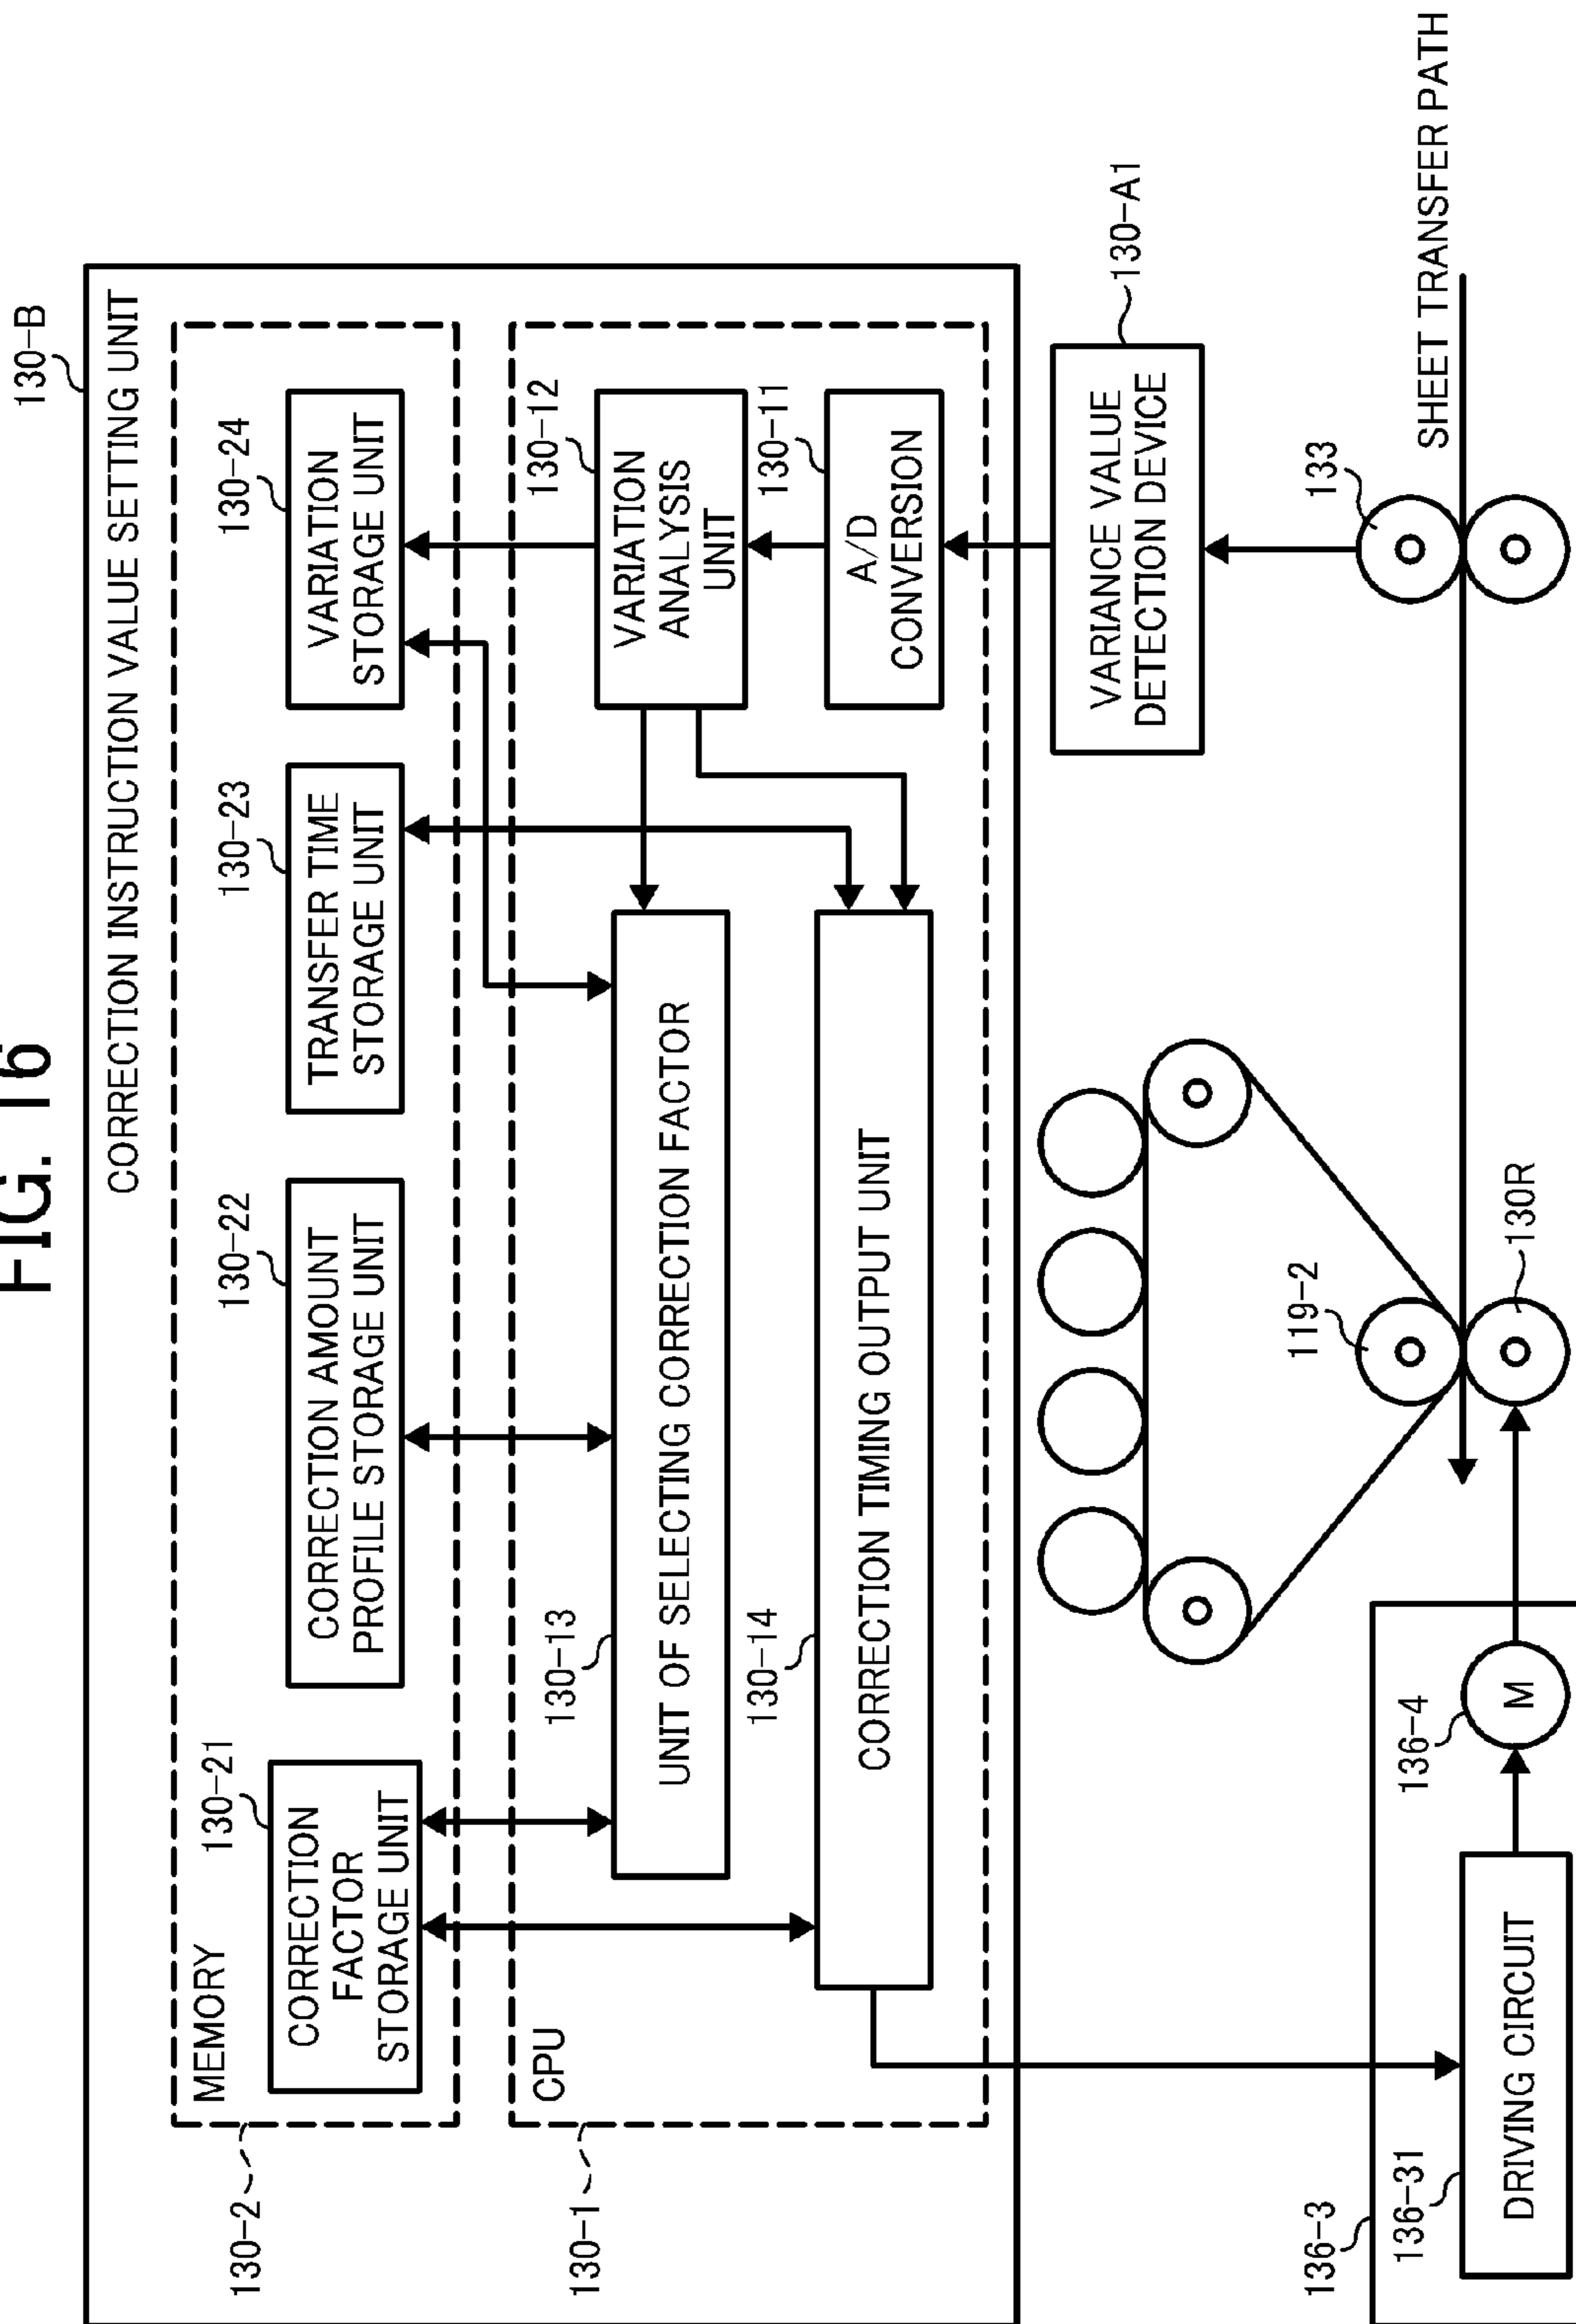 FIG. 16
130-B
CORRECTION INSTRUCTION VALUE SETTING UNIT
130-2
MEMORY
130-21
CORRECTION
FACTOR
STORAGE UNIT
130-22
CORRECTION AMOUNT
PROFILE STORAGE UNIT
130-23
TRANSFER TIME
STORAGE UNIT
130-24
VARIATION
STORAGE UNIT
130-1
CPU
130-13
UNIT OF SELECTING CORRECTION FACTOR
130-12
VARIATION
ANALYSIS
UNIT
130-14
CORRECTION TIMING OUTPUT UNIT
130-11
A/D
CONVERSION
130-A1
VARIANCE VALUE
DETECTION DEVICE
119-2
133
SHEET TRANSFER PATH
136-3
136-31
DRIVING CIRCUIT
136-4
M
130R